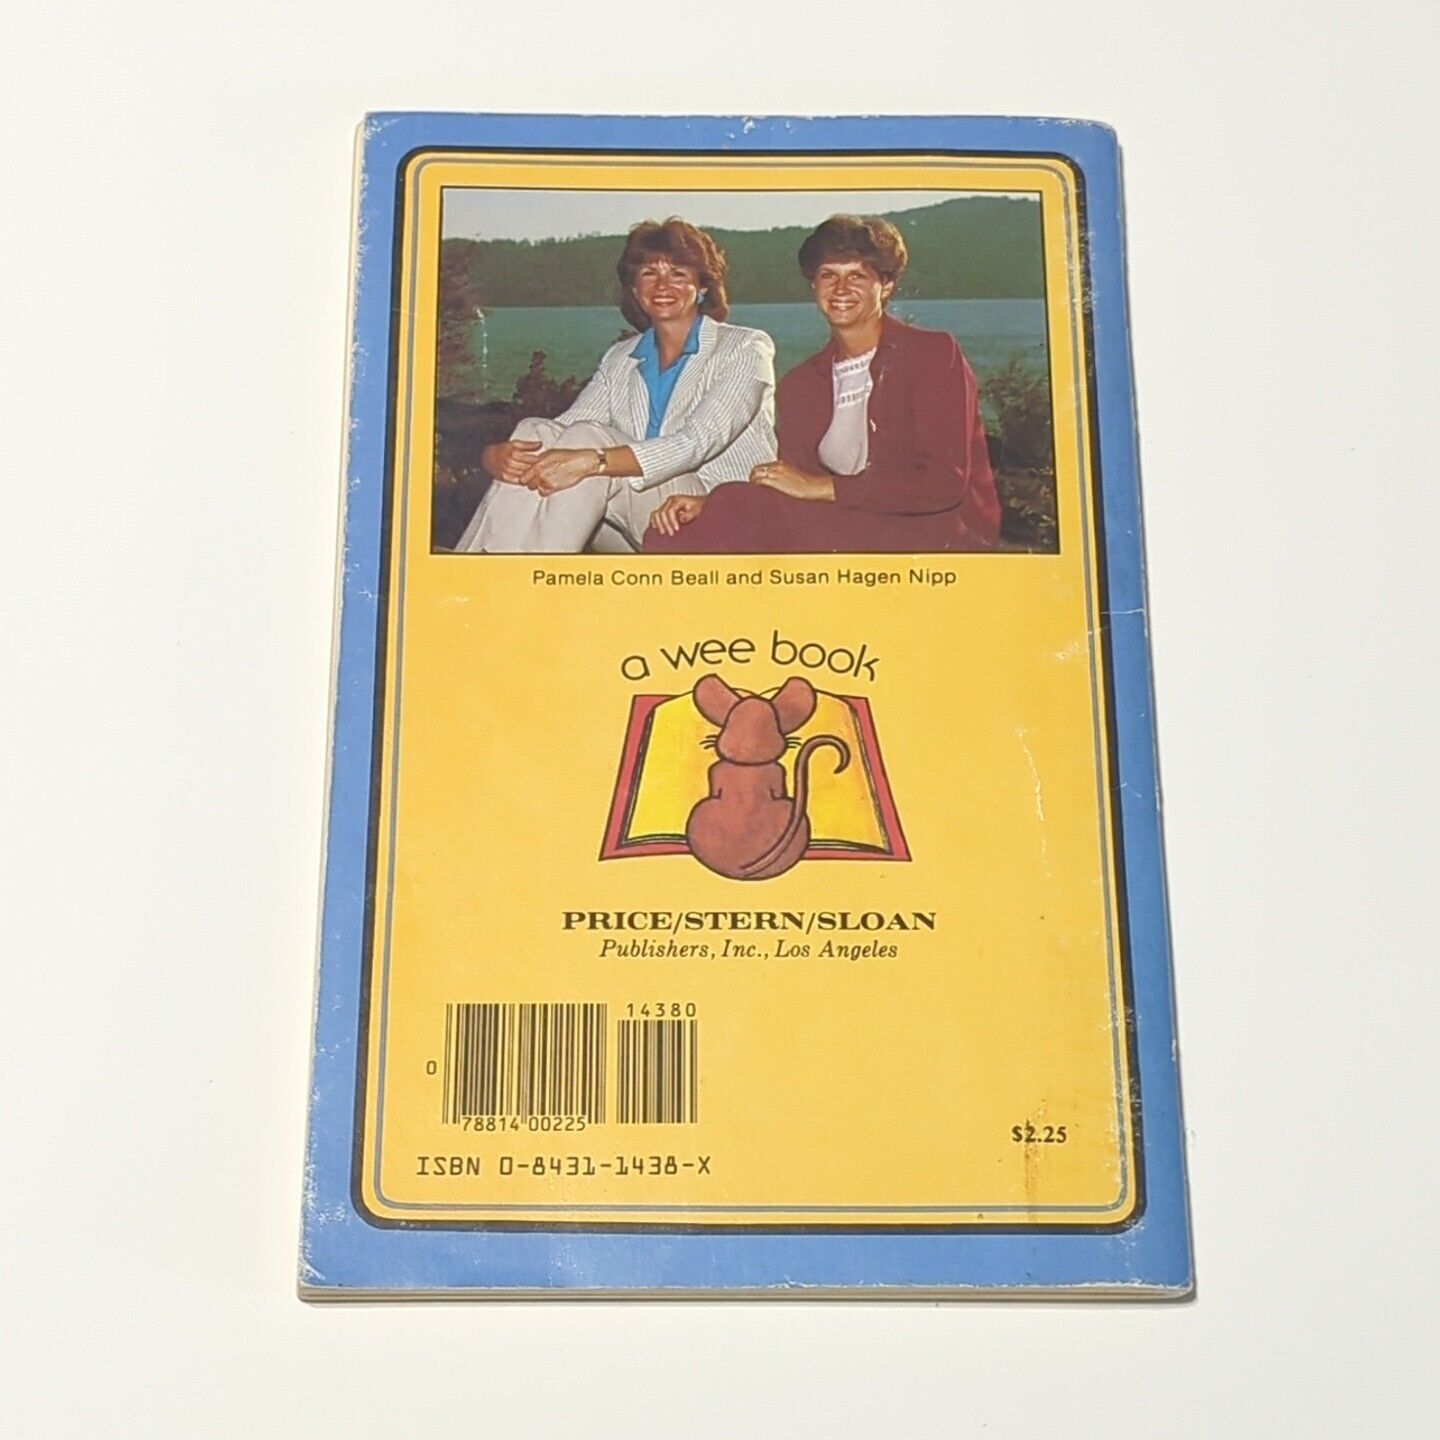 Pamela Conn Beall and Susan Hagen Nipp
a wee book
PRICE/STERN/SLOAN
Publishers, Inc., Los Angeles
14380
0
78814 00225
$2.25
ISBN 0-8431-1438-X